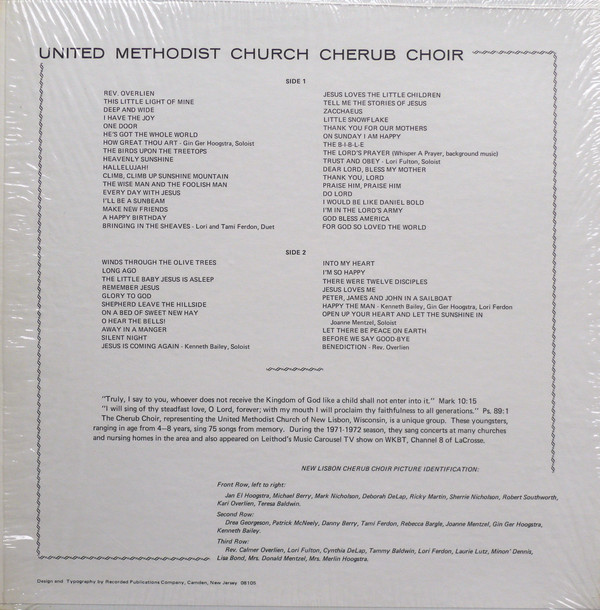 UNITED METHODIST CHURCH CHERUB CHOIR
SIDE 1
REV. OVERLIEN
THIS LITTLE LIGHT OF MINE
DEEP AND WIDE
I HAVE THE JOY
ONE DOOR
HE'S GOT THE WHOLE WORLD
HOW GREAT THOU ART - Gin Ger Hoogstra, Soloist
THE BIRDS UPON THE TREETOPS
HEAVENLY SUNSHINE
HALLELUJAH!
CLIMB, CLIMB UP SUNSHINE MOUNTAIN
THE WISE MAN AND THE FOOLISH MAN
EVERY DAY WITH JESUS
I'LL BE A SUNBEAM
MAKE NEW FRIENDS
A HAPPY BIRTHDAY
BRINGING IN THE SHEAVES - Lori and Tami Ferdon, Duet
JESUS LOVES THE LITTLE CHILDREN
TELL ME THE STORIES OF JESUS
ZACCHAEUS
LITTLE SNOWFLAKE
THANK YOU FOR OUR MOTHERS
ON SUNDAY I AM HAPPY
THE B-I-B-L-E
THE LORD'S PRAYER (Whisper A Prayer, background music)
TRUST AND OBEY - Lori Fulton, Soloist
DEAR LORD, BLESS MY MOTHER
THANK YOU, LORD
PRAISE HIM, PRAISE HIM
DO LORD
I WOULD BE LIKE DANIEL BOLD
I'M IN THE LORD'S ARMY
GOD BLESS AMERICA
FOR GOD SO LOVED THE WORLD
SIDE 2
WINDS THROUGH THE OLIVE TREES
LONG AGO
THE LITTLE BABY JESUS IS ASLEEP
REMEMBER JESUS
GLORY TO GOD
SHEPHERD LEAVE THE HILLSIDE
ON A BED OF SWEET NEW HAY
O HEAR THE BELLS!
AWAY IN A MANGER
SILENT NIGHT
JESUS IS COMING AGAIN - Kenneth Bailey, Soloist
INTO MY HEART
I'M SO HAPPY
THERE WERE TWELVE DISCIPLES
JESUS LOVES ME
PETER, JAMES AND JOHN IN A SAILBOAT
HAPPY THE MAN - Kenneth Bailey, Gin Ger Hoogstra, Lori Ferdon
OPEN UP YOUR HEART AND LET THE SUNSHINE IN
Joanne Mentzel, Soloist
LET THERE BE PEACE ON EARTH
BEFORE WE SAY GOOD-BYE
BENEDICTION - Rev. Overlien
"Truly, I say to you, whoever does not receive the Kingdom of God like a child shall not enter into it." Mark 10:15
"I will sing of thy steadfast love, O Lord, forever; with my mouth I will proclaim thy faithfulness to all generations." Ps. 89:1
The Cherub Choir, representing the United Methodist Church of New Lisbon, Wisconsin, is a unique group. These youngsters,
ranging in age from 4–8 years, sing 75 songs from memory. During the 1971-1972 season, they sang concerts at many churches
and nursing homes in the area and also appeared on Leithod's Music Carousel TV show on WKBT, Channel 8 of LaCrosse.
NEW LISBON CHERUB CHOIR PICTURE IDENTIFICATION:
Front Row, left to right:
Jan El Hoogstra, Michael Berry, Mark Nicholson, Deborah DeLap, Ricky Martin, Sherrie Nicholson, Robert Southworth,
Kari Overlien, Teresa Baldwin.
Second Row:
Drea Georgeson, Patrick McNeely, Danny Berry, Tami Ferdon, Rebecca Bargle, Joanne Mentzel, Gin Ger Hoogstra,
Kenneth Bailey.
Third Row:
Rev. Calmer Overlien, Lori Fulton, Cynthia DeLap, Tammy Baldwin, Lori Ferdon, Laurie Lutz, Minon' Dennis,
Lisa Bond, Mrs. Donald Mentzel, Mrs. Merlin Hoogstra.
Design and Typography by Recorded Publications Company, Camden, New Jersey 08105